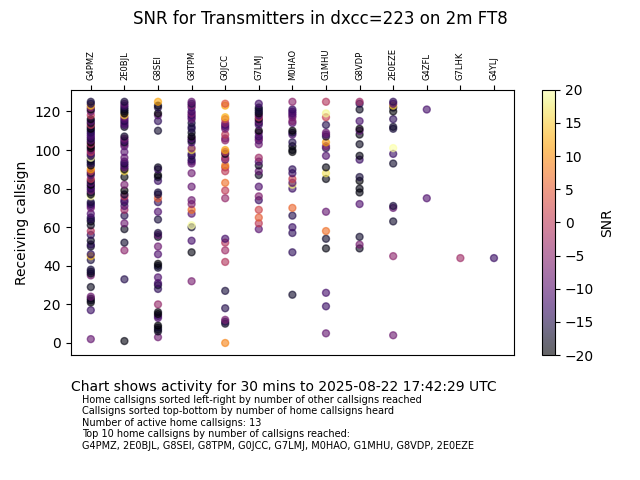 SNR for Transmitters in dxcc=223 on 2m FT8
G4PMZ 2E0BJL G8SEI G8TPM G0JCC G7LMJ M0HAO G1MHU G8VDP 2E0EZE G4ZFL G7LHK G4YLJ
Receiving callsign
120
100
80
60
40
20
0
20
15
10
5
0
−5
−10
−15
−20
SNR
Chart shows activity for 30 mins to 2025-08-22 17:42:29 UTC
Home callsigns sorted left-right by number of other callsigns reached
Callsigns sorted top-bottom by number of home callsigns heard
Number of active home callsigns: 13
Top 10 home callsigns by number of callsigns reached:
G4PMZ, 2E0BJL, G8SEI, G8TPM, G0JCC, G7LMJ, M0HAO, G1MHU, G8VDP, 2E0EZE